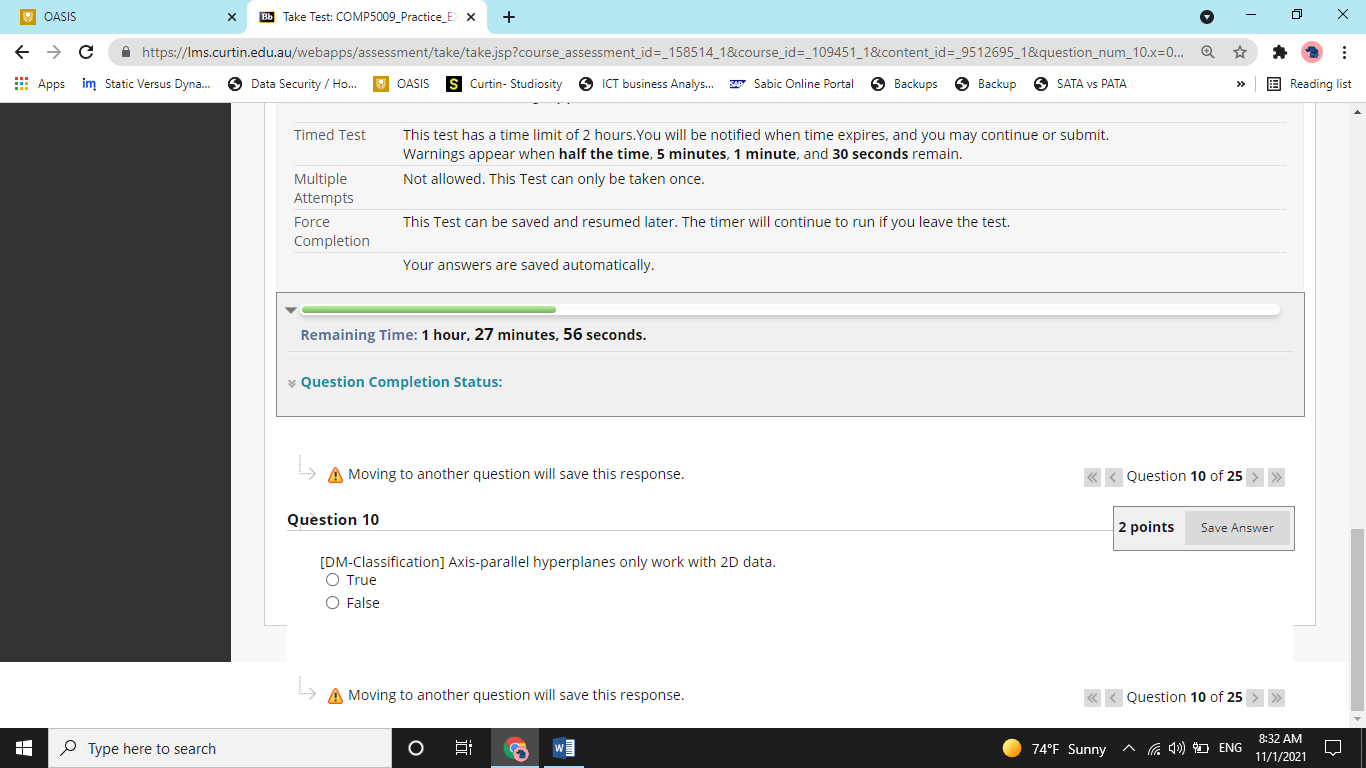 OASIS
Bb Take Test: COMP5009_Practice_E
https://lms.curtin.edu.au/webapps/assessment/take/take.jsp?course_assessment_id=_158514_1&course_id=_109451_1&content_id=_9512695_1&question_num_10.x=0...
Apps im Static Versus Dyna... Data Security / Ho... OASIS S Curtin- Studiosity ICT business Analys... SAP Sabic Online Portal Backups Backup SATA vs PATA » Reading list
Timed Test This test has a time limit of 2 hours.You will be notified when time expires, and you may continue or submit.
Warnings appear when half the time, 5 minutes, 1 minute, and 30 seconds remain.
Multiple Not allowed. This Test can only be taken once.
Attempts
Force This Test can be saved and resumed later. The timer will continue to run if you leave the test.
Completion
Your answers are saved automatically.
Remaining Time: 1 hour, 27 minutes, 56 seconds.
Question Completion Status:
Moving to another question will save this response. Question 10 of 25
Question 10
2 points Save Answer
[DM-Classification] Axis-parallel hyperplanes only work with 2D data.
True
False
Moving to another question will save this response. Question 10 of 25
Type here to search W 74°F Sunny ENG 8:32 AM
11/1/2021